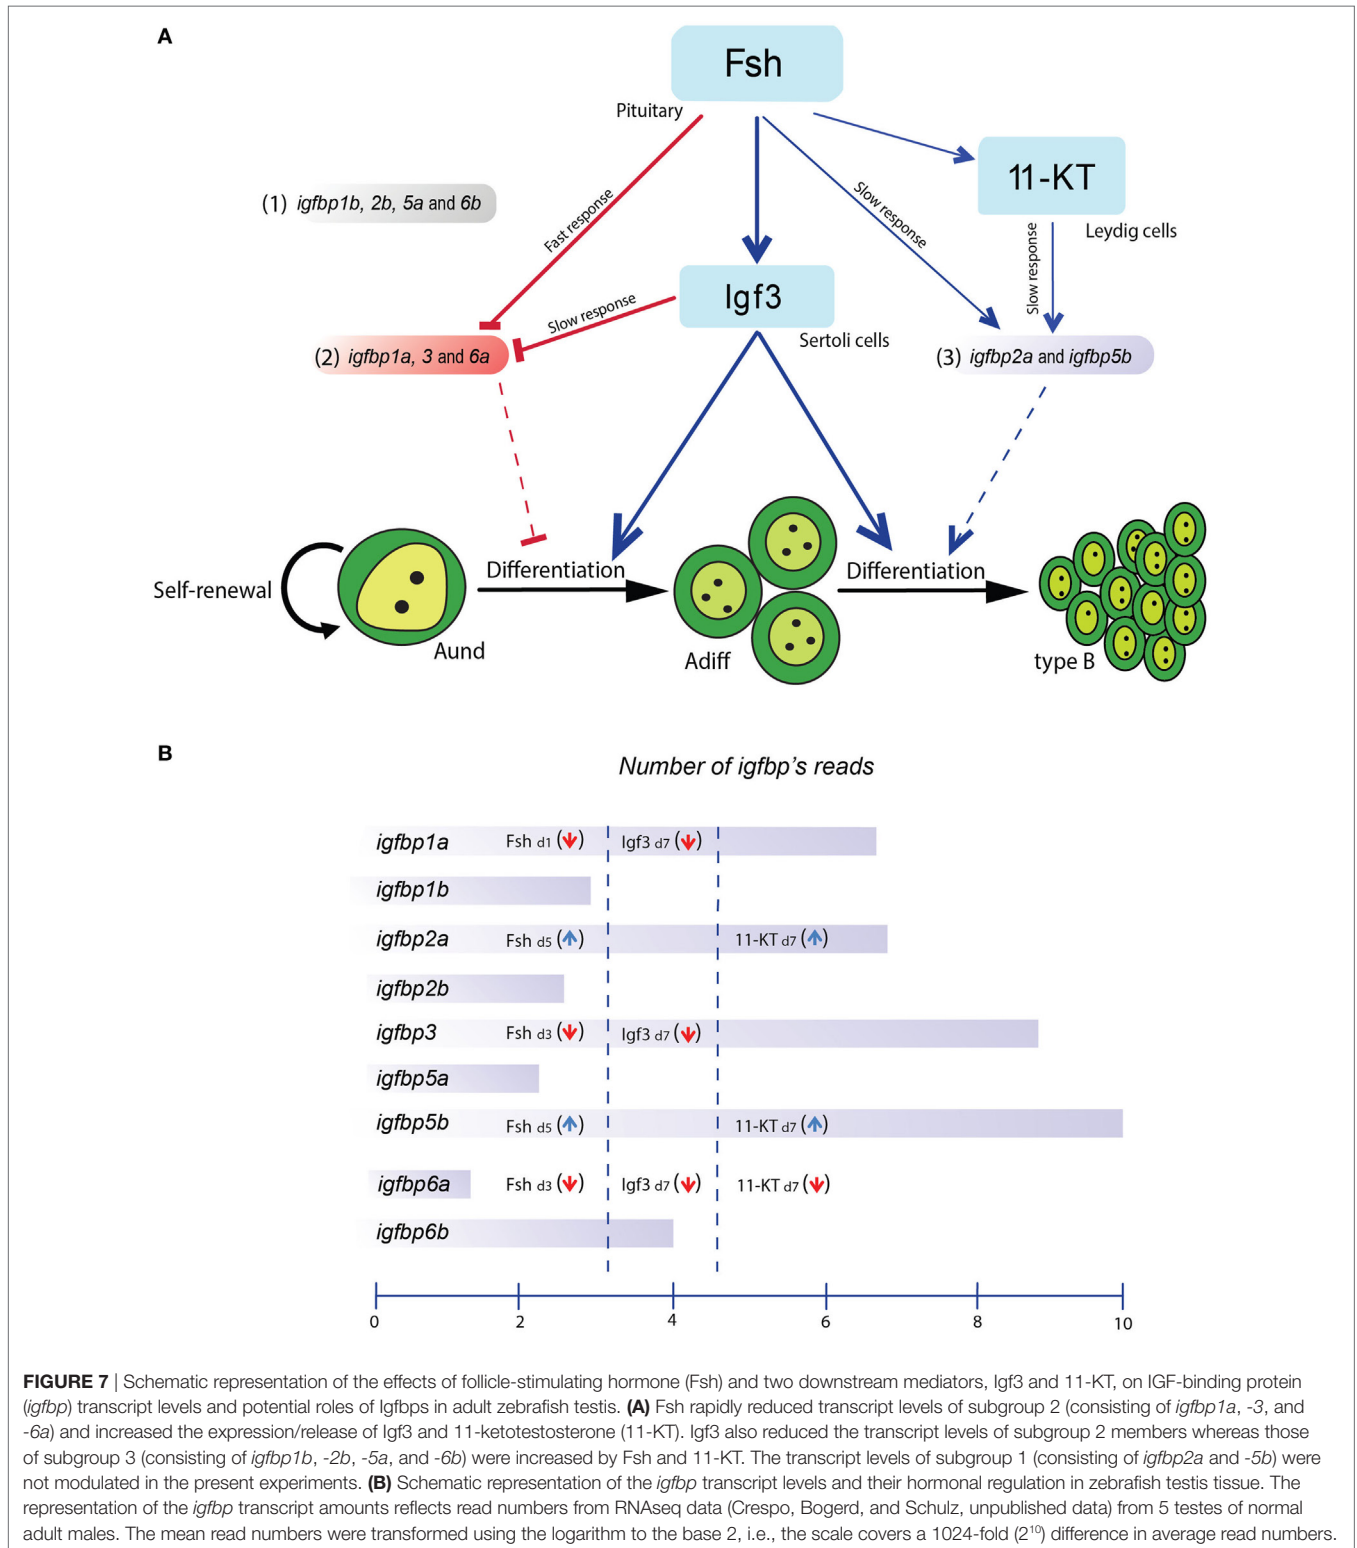 A
Fsh
Pituitary
11-KT
Leydig cells
(1) igfbp1b, 2b, 5a and 6b
Fast response
Slow response
Slow response
Slow response
Igf3
Sertoli cells
(2) igfbp1a, 3 and 6a
(3) igfbp2a and igfbp5b
Self-renewal
Differentiation
Differentiation
Aund
Adiff
type B
B
Number of igfbp's reads
igfbp1a Fsh d1 (↓) Igf3 d7 (↓)
igfbp1b
igfbp2a Fsh d5 (↑) 11-KT d7 (↑)
igfbp2b
igfbp3 Fsh d3 (↓) Igf3 d7 (↓)
igfbp5a
igfbp5b Fsh d5 (↑) 11-KT d7 (↑)
igfbp6a Fsh d3 (↓) Igf3 d7 (↓) 11-KT d7 (↓)
igfbp6b
0 2 4 6 8 10
FIGURE 7 | Schematic representation of the effects of follicle-stimulating hormone (Fsh) and two downstream mediators, Igf3 and 11-KT, on IGF-binding protein
(igfbp) transcript levels and potential roles of Igfbps in adult zebrafish testis. (A) Fsh rapidly reduced transcript levels of subgroup 2 (consisting of igfbp1a, -3, and
-6a) and increased the expression/release of Igf3 and 11-ketotestosterone (11-KT). Igf3 also reduced the transcript levels of subgroup 2 members whereas those
of subgroup 3 (consisting of igfbp1b, -2b, -5a, and -6b) were increased by Fsh and 11-KT. The transcript levels of subgroup 1 (consisting of igfbp2a and -5b) were
not modulated in the present experiments. (B) Schematic representation of the igfbp transcript levels and their hormonal regulation in zebrafish testis tissue. The
representation of the igfbp transcript amounts reflects read numbers from RNAseq data (Crespo, Bogerd, and Schulz, unpublished data) from 5 testes of normal
adult males. The mean read numbers were transformed using the logarithm to the base 2, i.e., the scale covers a 1024-fold (2¹⁰) difference in average read numbers.